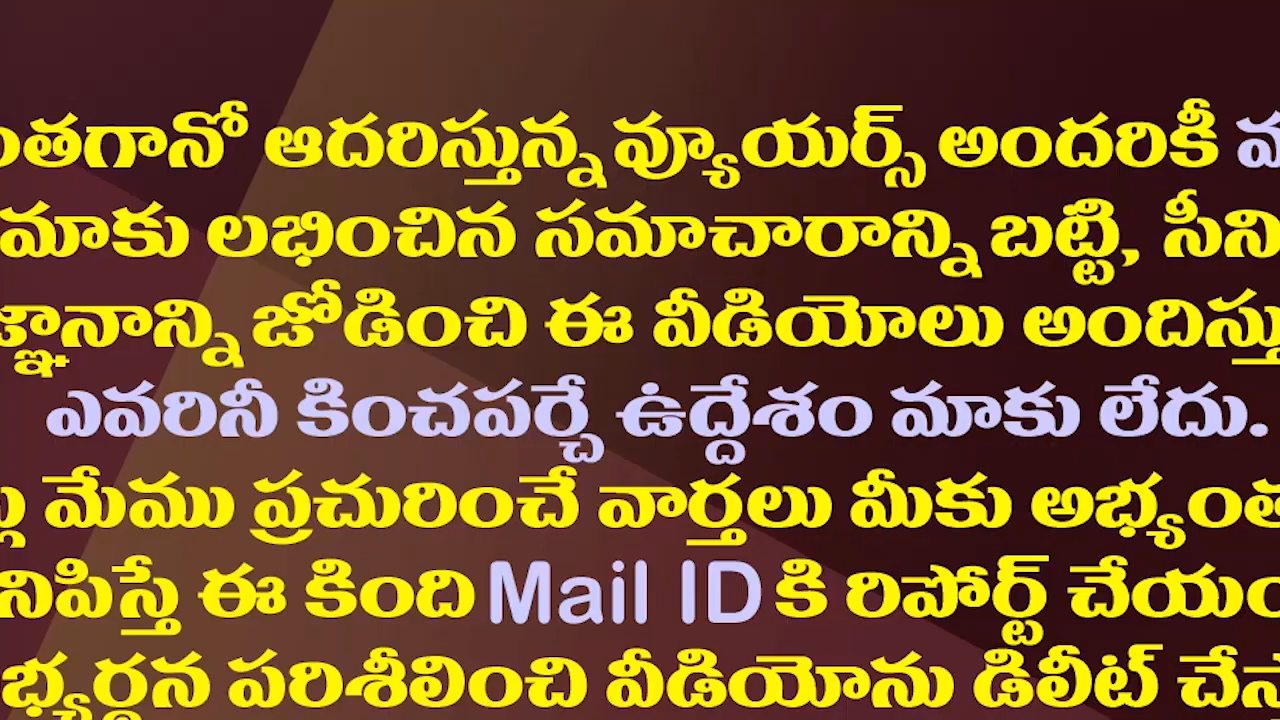 ఆదరిస్తున్న వ్యూయర్స్ అందరికీ
మాకు లభించిన సమాచారాన్ని బట్టి,
జోడించి ఈ వీడియోలు
ఎవరినీ కించపర్చే ఉద్దేశం మాకు లేదు.
మేము ప్రచురించే వార్తలు మీకు
ఈ కింది Mail ID కి రిపోర్ట్
పరిశీలించి వీడియోను డిలీట్